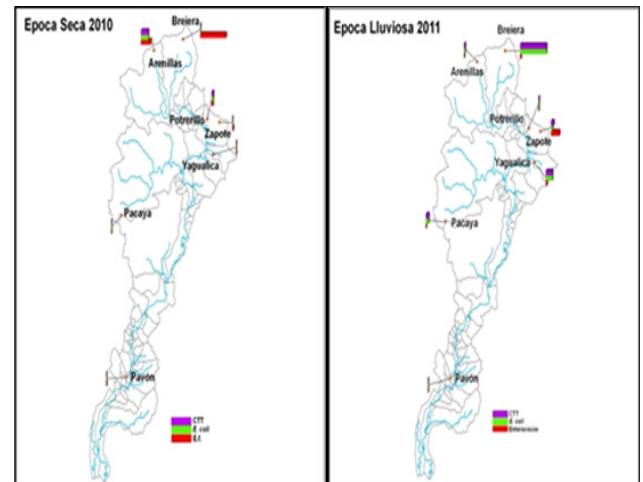 Epoca Seca 2010
Breiera
Arenillas
Potrerillo
Zapote
Yagualica
Pacaya
Pavón
CTT
E. coli
E.f.
Epoca Lluviosa 2011
Breiera
Arenillas
Potrerillo
Zapote
Yagualica
Pacaya
Pavón
CTT
E. coli
Enterococos